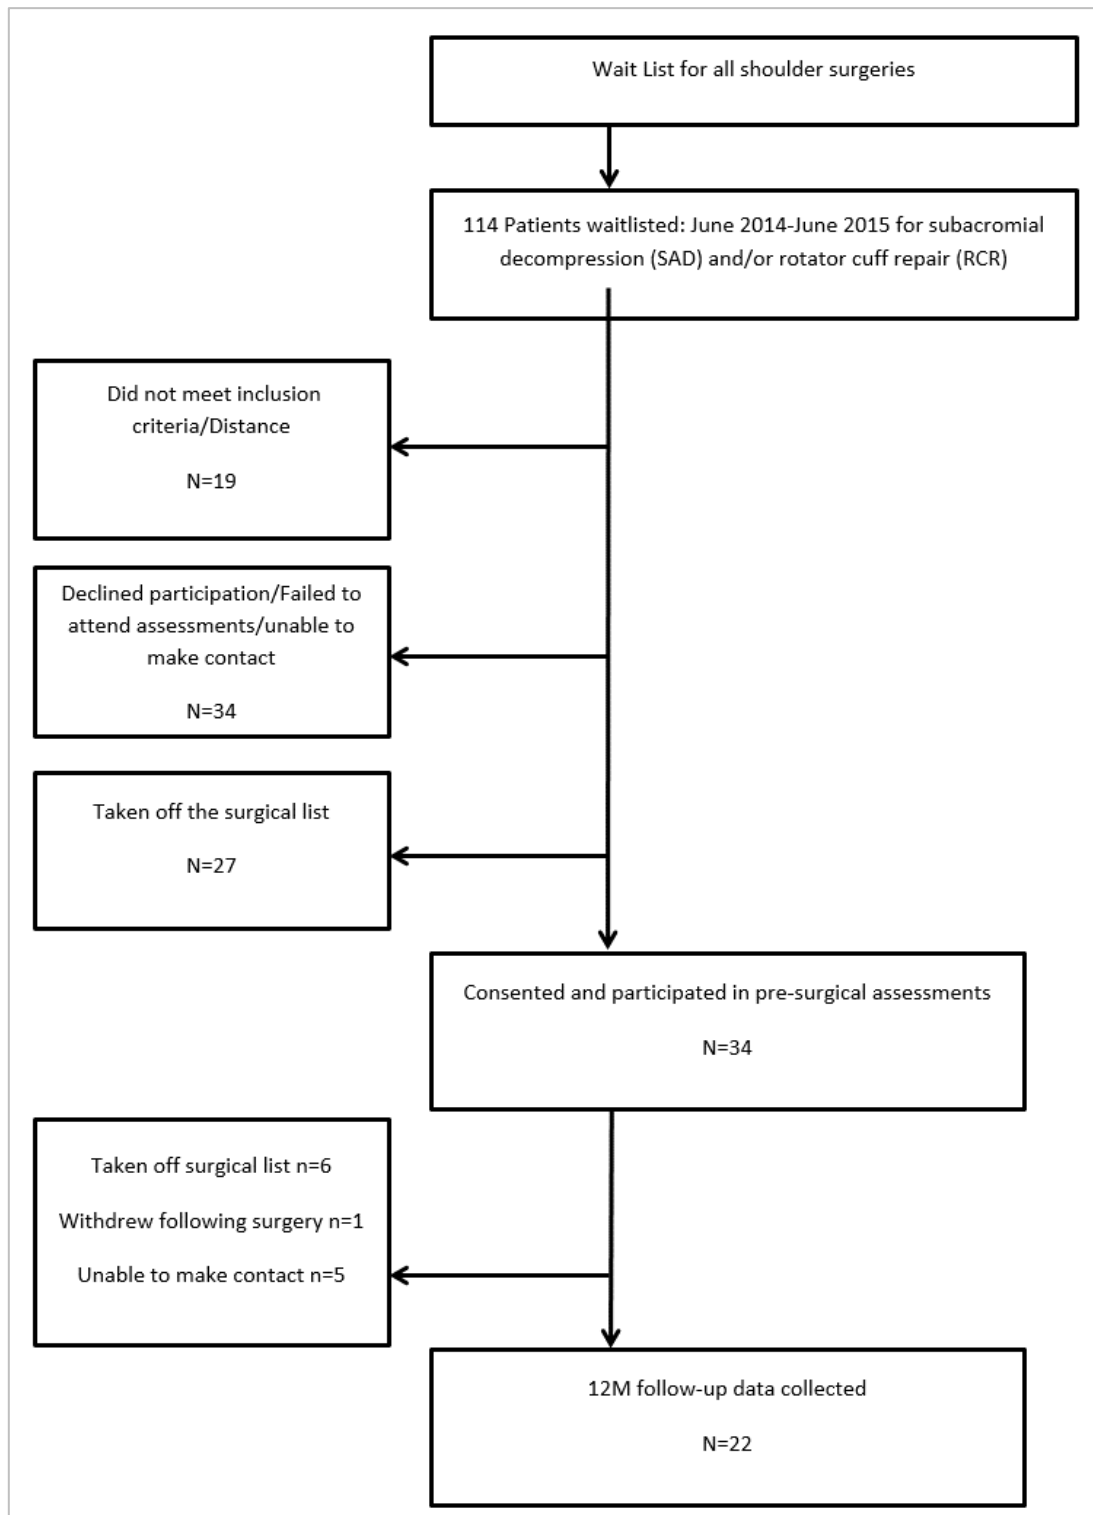 Wait List for all shoulder surgeries
114 Patients waitlisted: June 2014-June 2015 for subacromial
decompression (SAD) and/or rotator cuff repair (RCR)
Did not meet inclusion
criteria/Distance
N=19
Declined participation/Failed to
attend assessments/unable to
make contact
N=34
Taken off the surgical list
N=27
Consented and participated in pre-surgical assessments
N=34
Taken off surgical list n=6
Withdrew following surgery n=1
Unable to make contact n=5
12M follow-up data collected
N=22